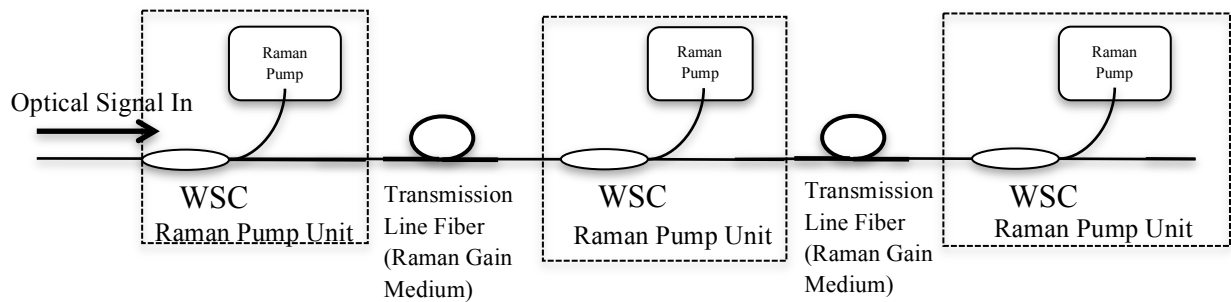 Raman
Pump
Raman
Pump
Raman
Pump
Optical Signal In
WSC
Raman Pump Unit
Transmission
Line Fiber
(Raman Gain
Medium)
WSC
Raman Pump Unit
Transmission
Line Fiber
(Raman Gain
Medium)
WSC
Raman Pump Unit